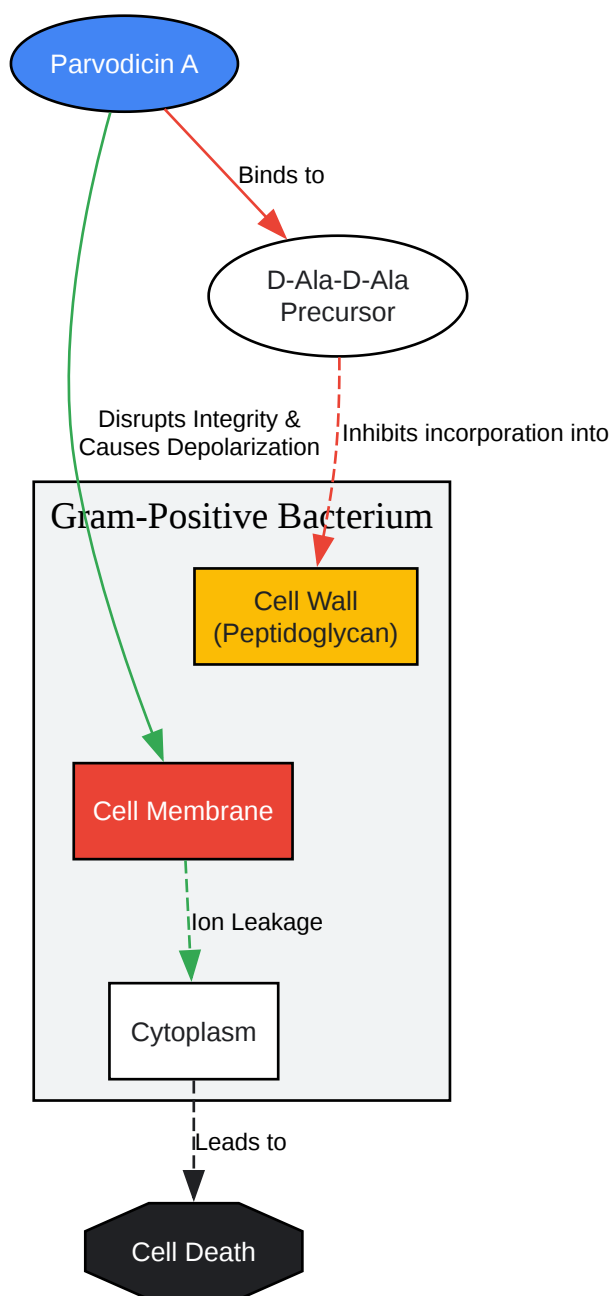 Parvodicin A
Binds to
D-Ala-D-Ala
Precursor
Disrupts Integrity &
Causes Depolarization
Inhibits incorporation into
Gram-Positive Bacterium
Cell Wall
(Peptidoglycan)
Cell Membrane
Ion Leakage
Cytoplasm
Leads to
Cell Death